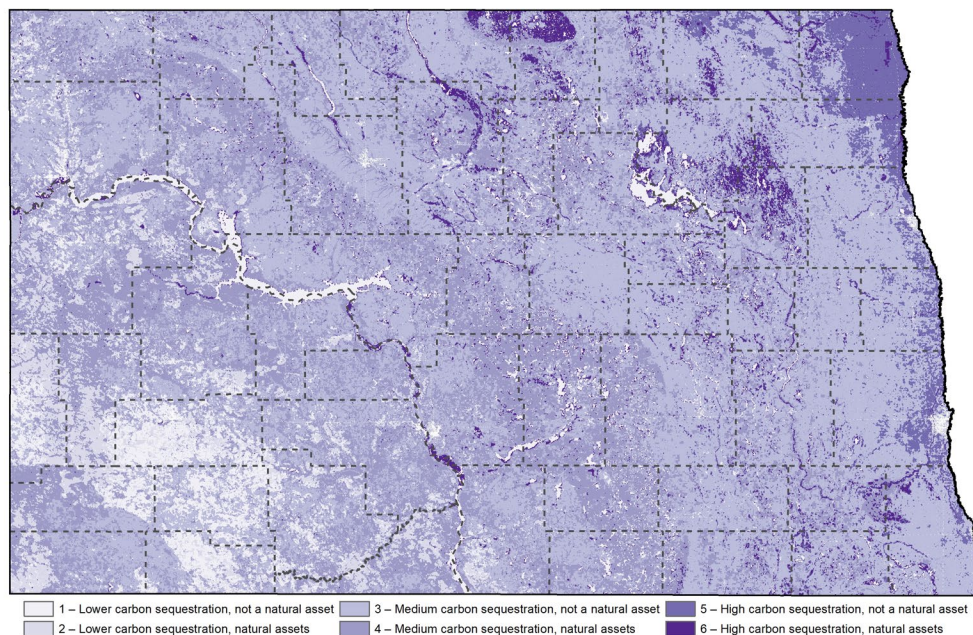 1 – Lower carbon sequestration, not a natural asset
3 – Medium carbon sequestration, not a natural asset
5 – High carbon sequestration, not a natural asset
2 – Lower carbon sequestration, natural assets
4 – Medium carbon sequestration, natural assets
6 – High carbon sequestration, natural assets